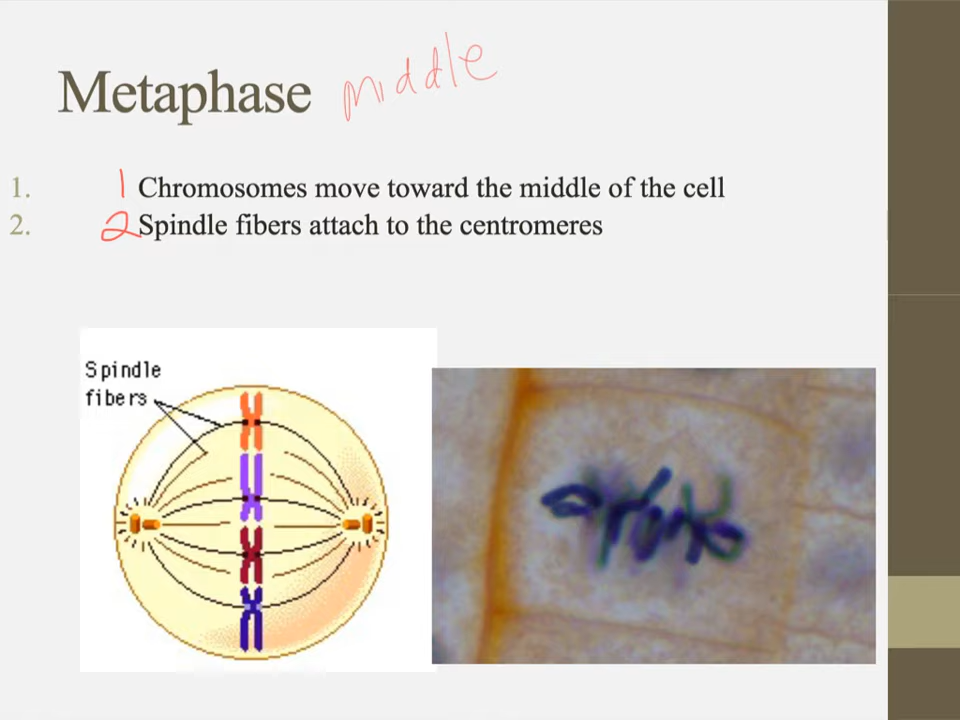 Metaphase middle
1. 1 Chromosomes move toward the middle of the cell
2. 2 Spindle fibers attach to the centromeres
Spindle
fibers